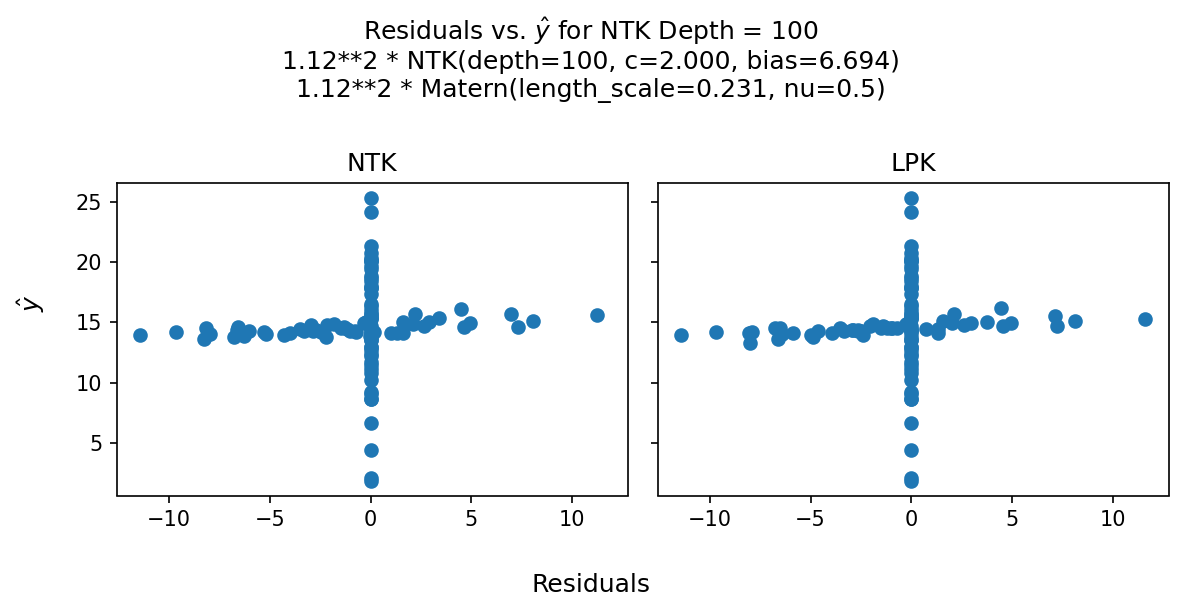 Residuals vs. ŷ for NTK Depth = 100
1.12**2 * NTK(depth=100, c=2.000, bias=6.694)
1.12**2 * Matern(length_scale=0.231, nu=0.5)
NTK
LPK
25
20
15
10
5
ŷ
−10 −5 0 5 10
−10 −5 0 5 10
Residuals